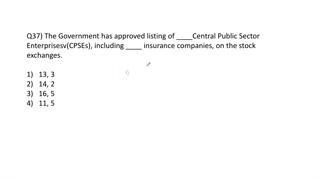 Q37) The Government has approved listing of ____Central Public Sector
Enterprisesv(CPSEs), including ____ insurance companies, on the stock
exchanges.
1) 13, 3
2) 14, 2
3) 16, 5
4) 11, 5